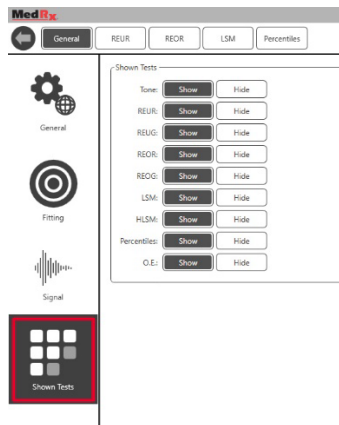 MedRx
General REUR REOR LSM Percentiles
General
Fitting
Signal
Shown Tests
Shown Tests
Tone: Show Hide
REUR: Show Hide
REUG: Show Hide
REOR: Show Hide
REOG: Show Hide
LSM: Show Hide
HLSM: Show Hide
Percentiles: Show Hide
O.E.: Show Hide